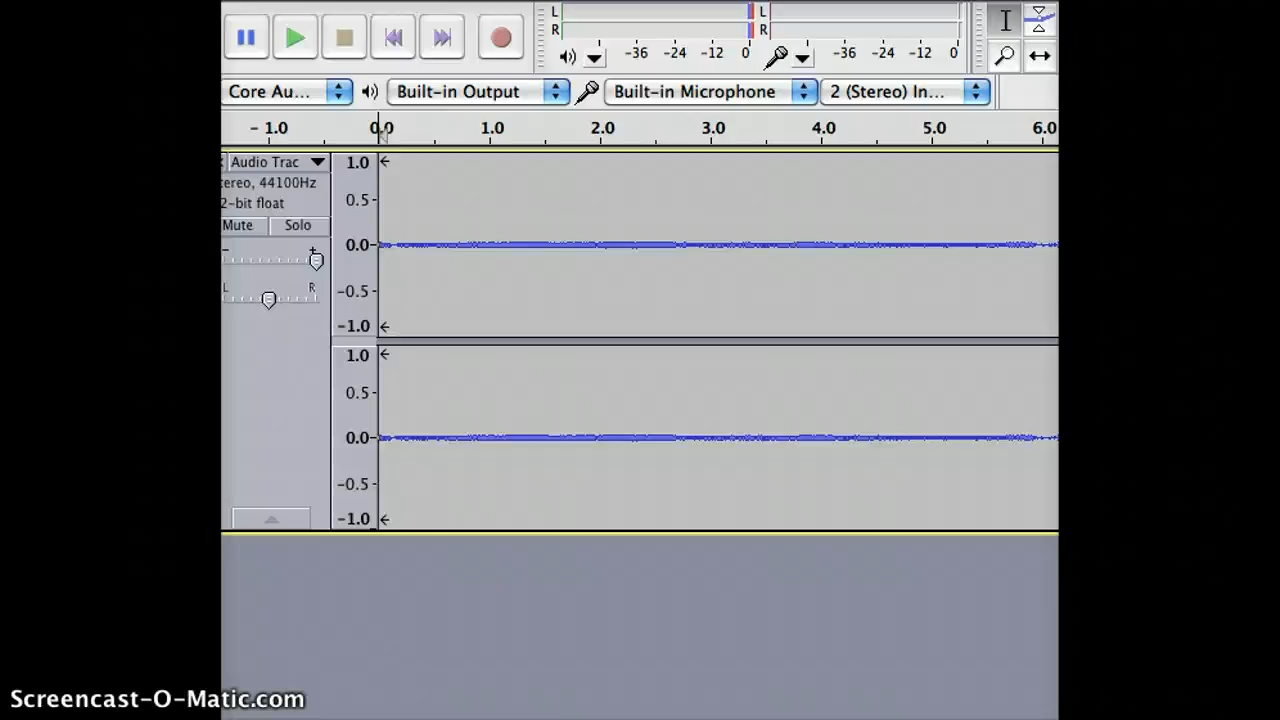 L
R
L
R
-36 -24 -12 0
-36 -24 -12 0
Core Au... Built-in Output Built-in Microphone 2 (Stereo) In...
- 1.0 0.0 1.0 2.0 3.0 4.0 5.0 6.0
Audio Trac
tereo, 44100Hz
2-bit float
Mute Solo
- +
L R
1.0
0.5-
0.0-
-0.5-
-1.0
1.0
0.5-
0.0-
-0.5-
-1.0
Screencast-O-Matic.com